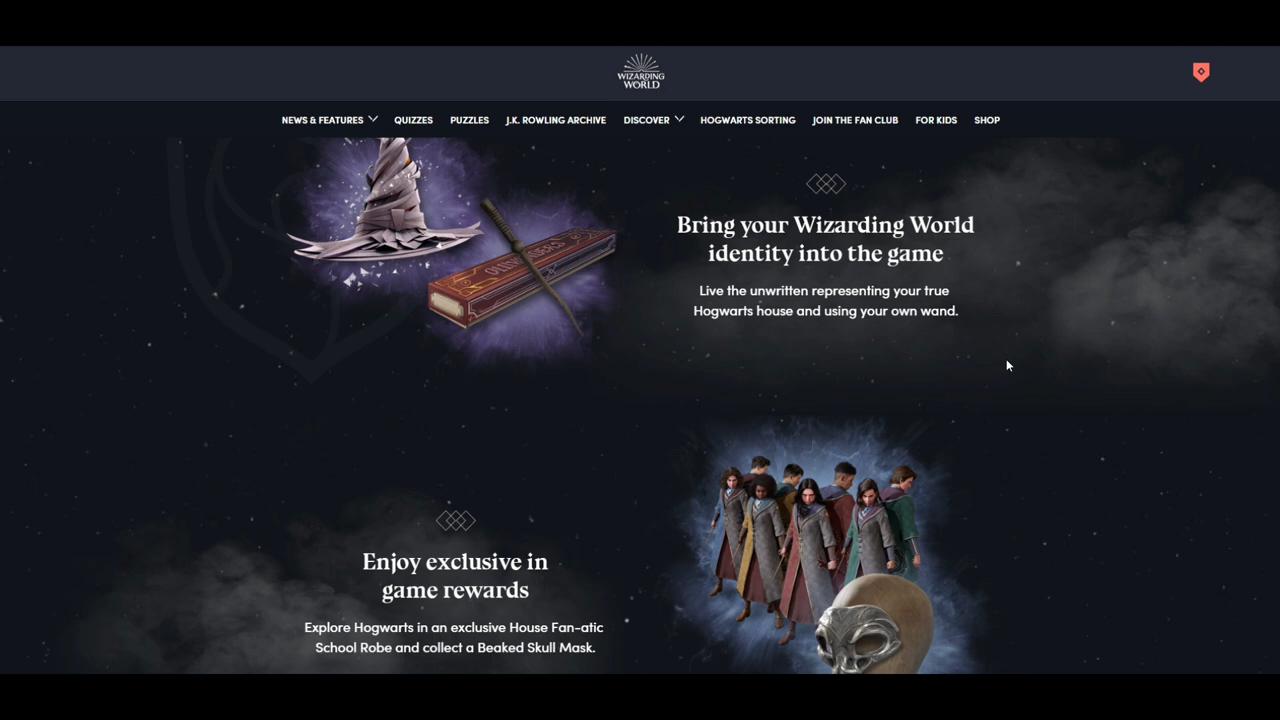 WIZARDING
WORLD
NEWS & FEATURES QUIZZES PUZZLES J.K. ROWLING ARCHIVE DISCOVER HOGWARTS SORTING JOIN THE FAN CLUB FOR KIDS SHOP
Bring your Wizarding World
identity into the game
Live the unwritten representing your true
Hogwarts house and using your own wand.
Enjoy exclusive in
game rewards
Explore Hogwarts in an exclusive House Fan-atic
School Robe and collect a Beaked Skull Mask.